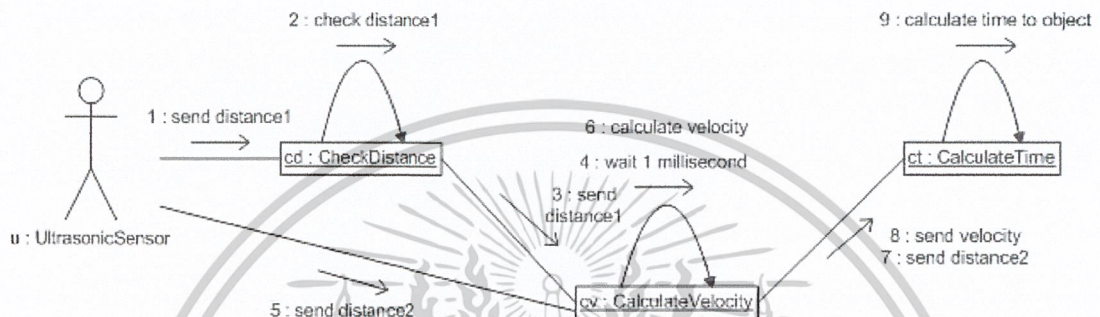 2 : check distance1
9 : calculate time to object
1 : send distance1
6 : calculate velocity
cd : CheckDistance
ct : CalculateTime
4 : wait 1 millisecond
3 : send
distance1
u : UltrasonicSensor
8 : send velocity
7 : send distance2
cv : CalculateVelocity
5 : send distance2